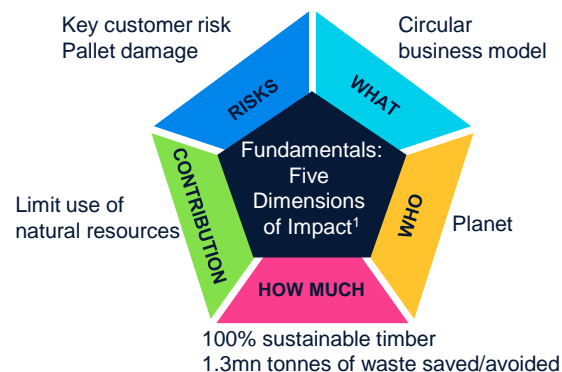 Key customer risk
Pallet damage
Circular
business model
RISKS
WHAT
Fundamentals:
Five
Dimensions
of Impact¹
CONTRIBUTION
WHO
Limit use of
natural resources
Planet
HOW MUCH
100% sustainable timber
1.3mn tonnes of waste saved/avoided